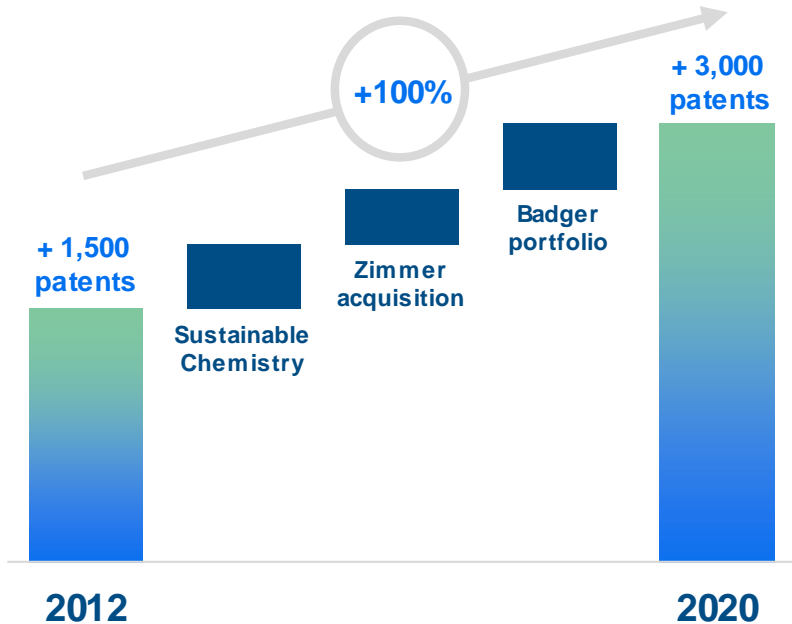 +100%
+ 3,000
patents
+ 1,500
patents
Sustainable
Chemistry
Zimmer
acquisition
Badger
portfolio
2012
2020